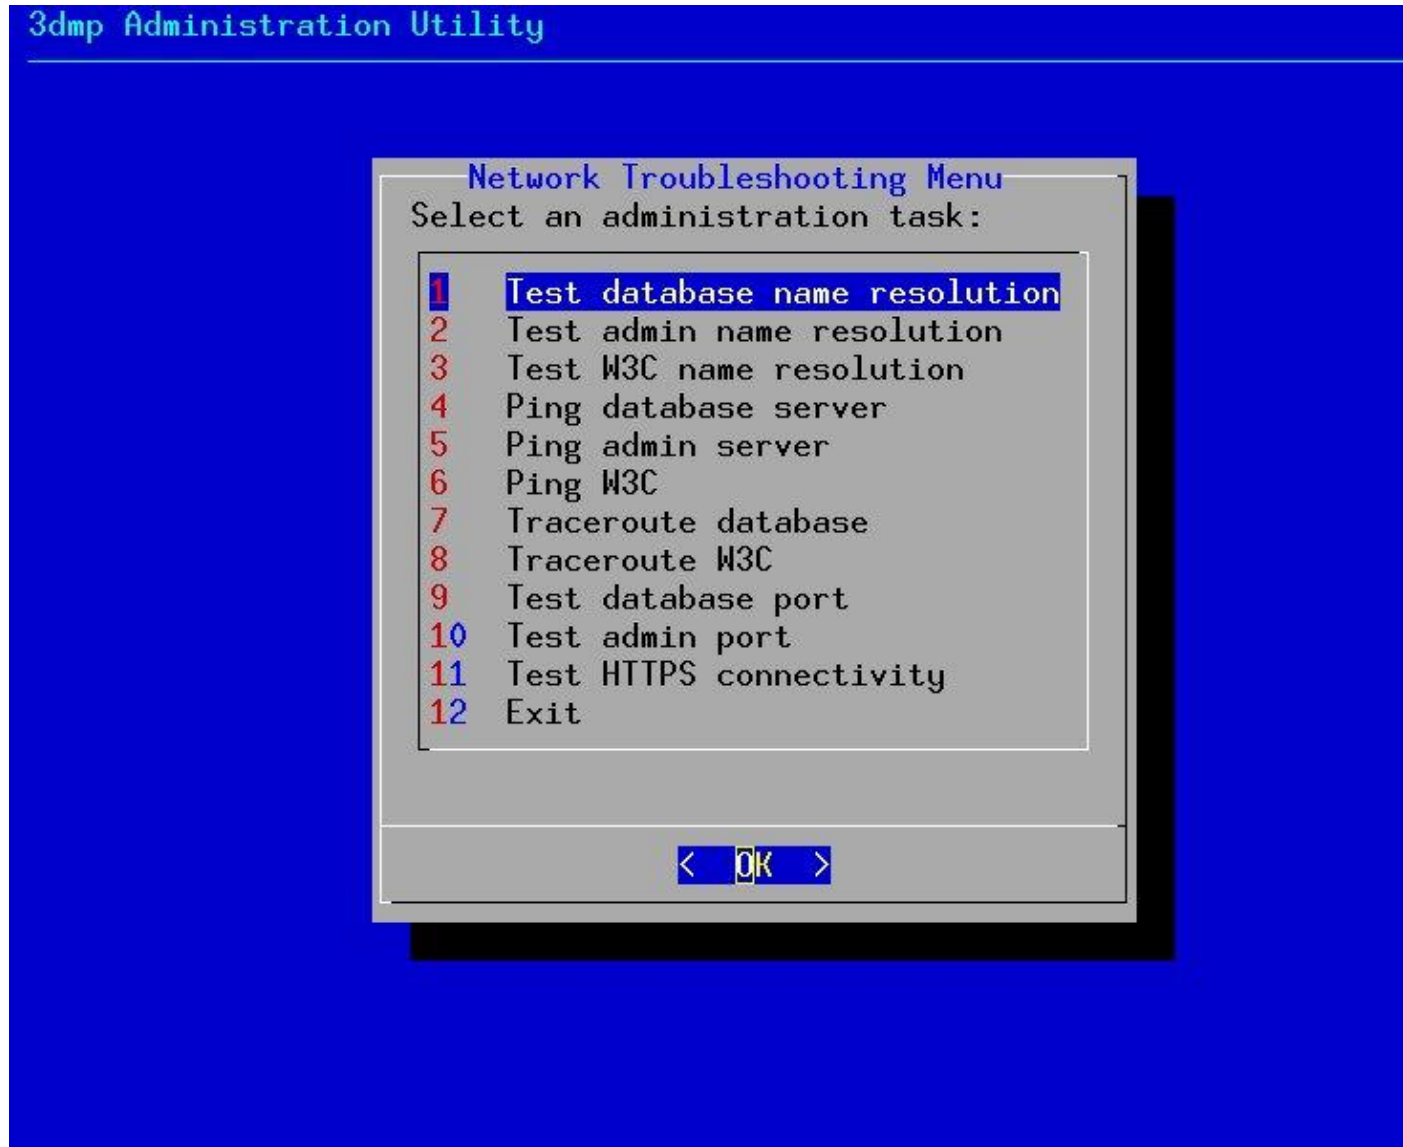 3dmp Administration Utility
Network Troubleshooting Menu
Select an administration task:
1 Test database name resolution
2 Test admin name resolution
3 Test W3C name resolution
4 Ping database server
5 Ping admin server
6 Ping W3C
7 Traceroute database
8 Traceroute W3C
9 Test database port
10 Test admin port
11 Test HTTPS connectivity
12 Exit
< OK >